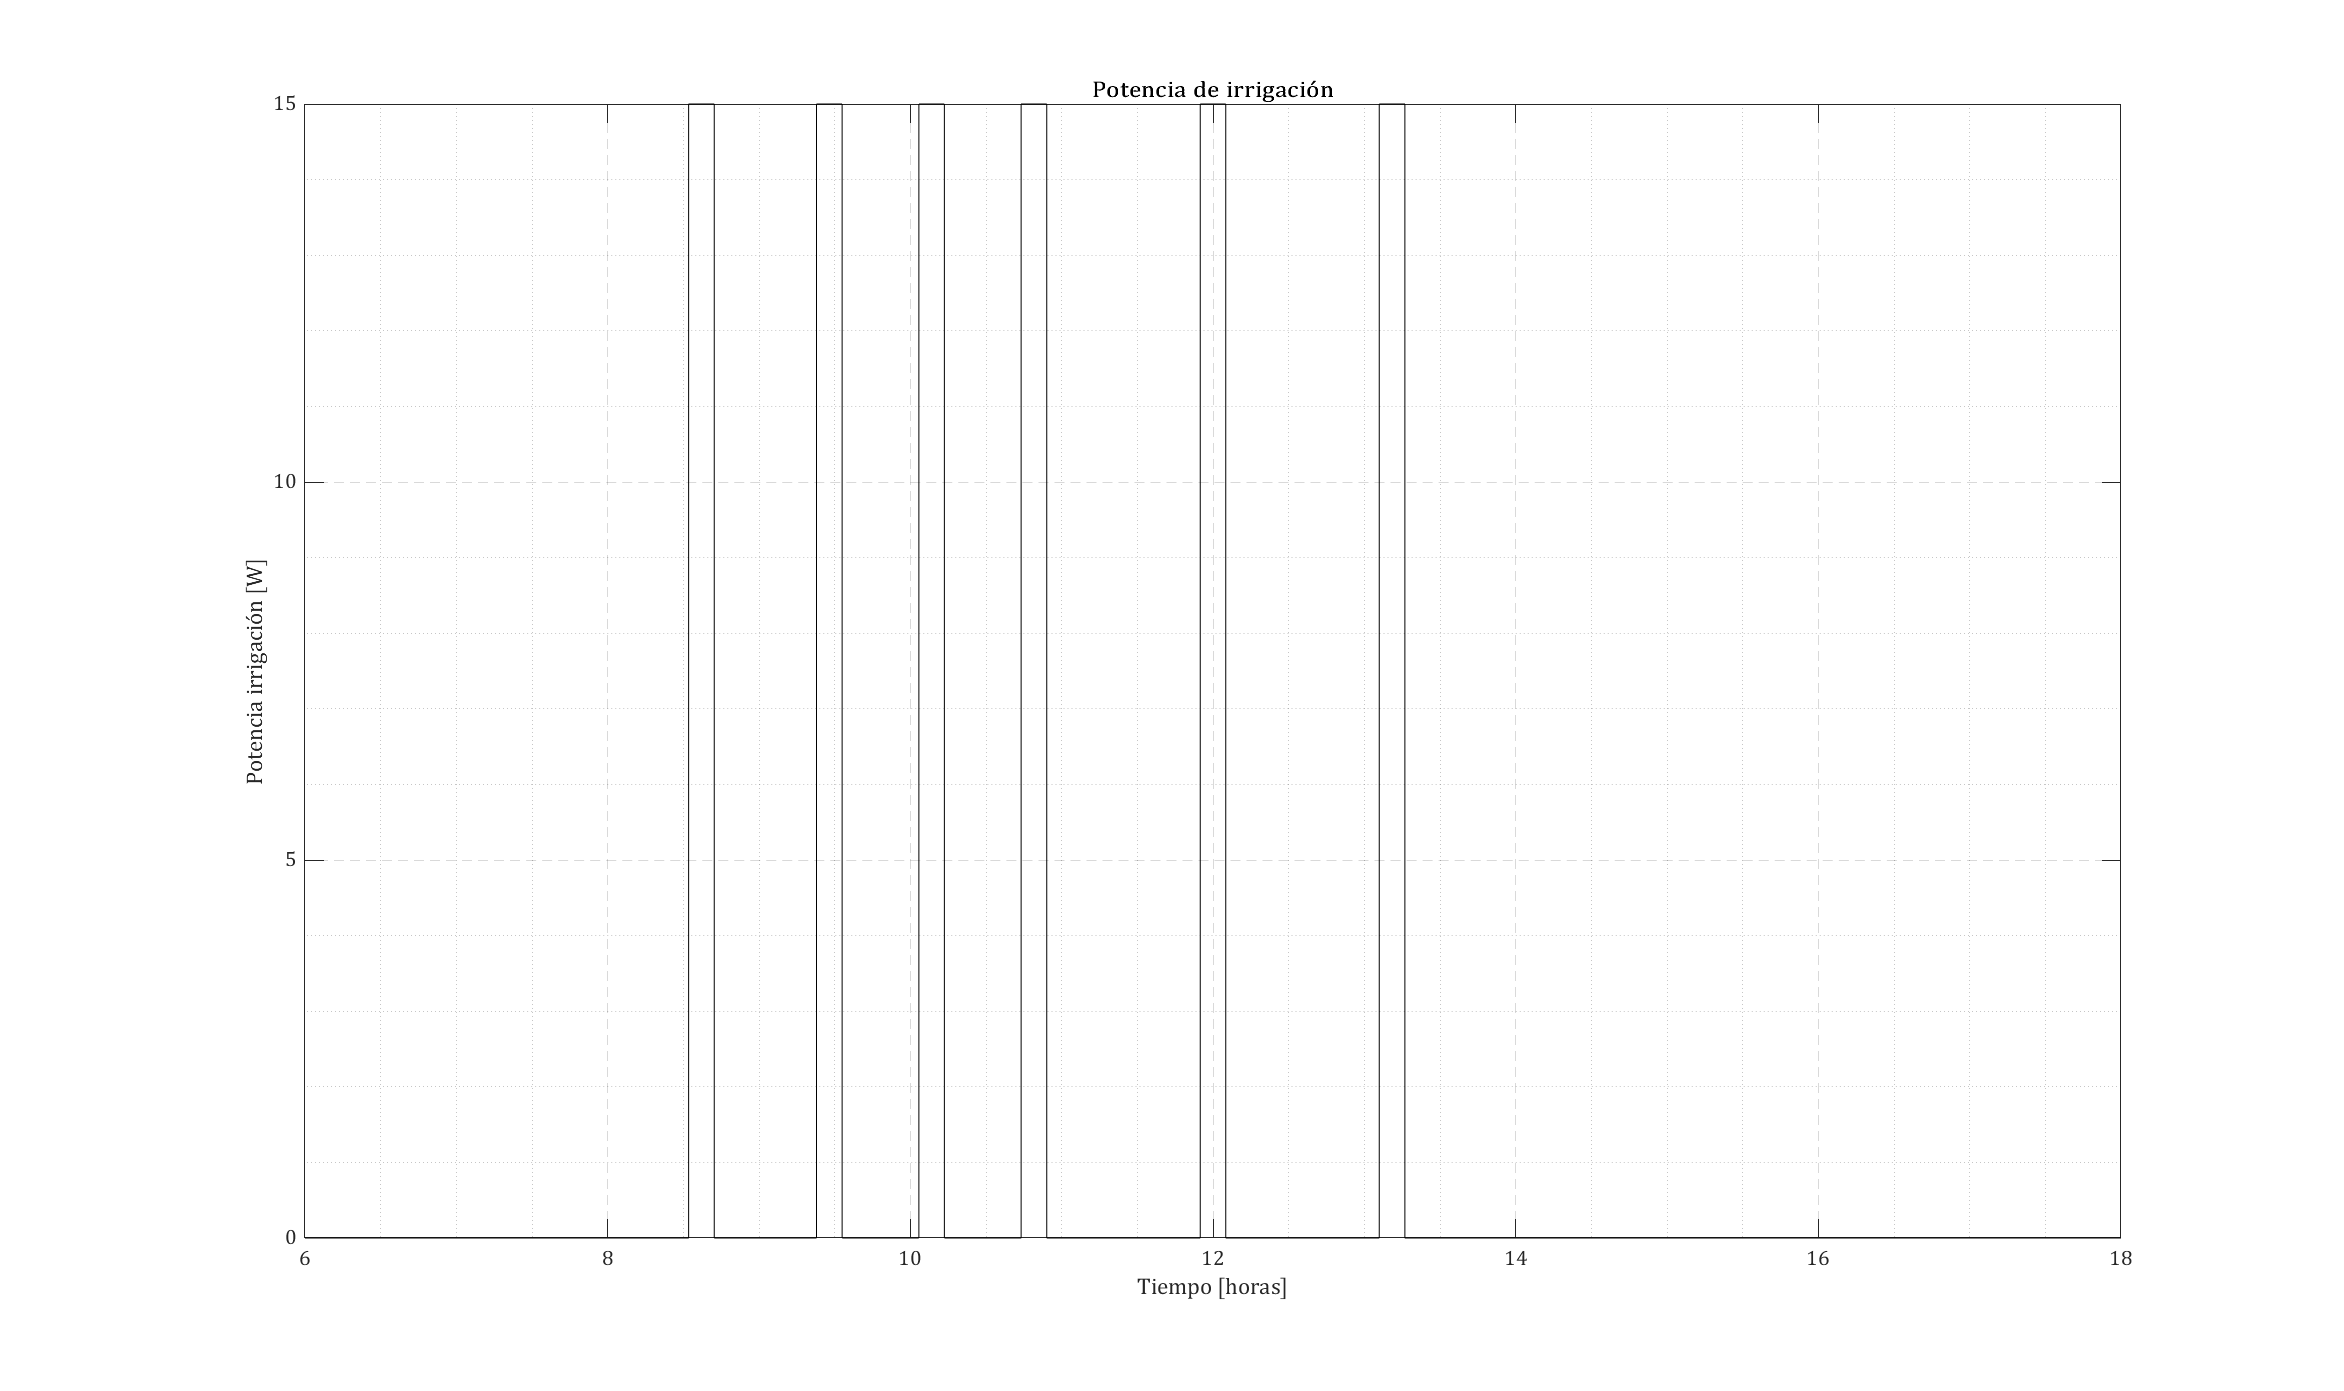 Potencia de irrigación
15
10
5
0
Potencia irrigación [W]
6 8 10 12 14 16 18
Tiempo [horas]